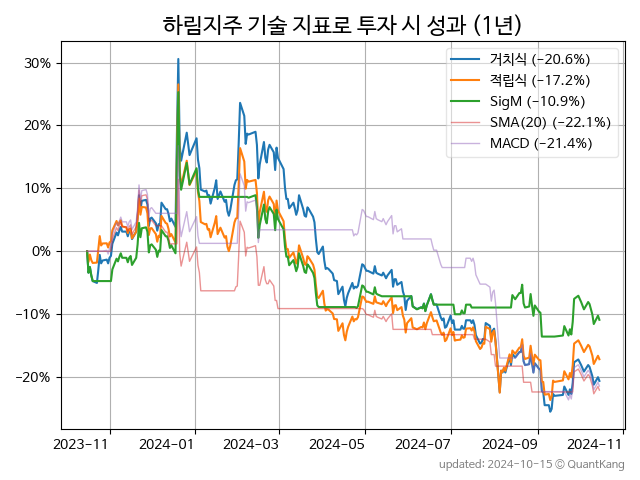 하림지주 기술 지표로 투자 시 성과 (1년)
거치식 (−20.6%)
적립식 (−17.2%)
SigM (−10.9%)
SMA(20) (−22.1%)
MACD (−21.4%)
30%
20%
10%
0%
−10%
−20%
2023−11 2024−01 2024−03 2024−05 2024−07 2024−09 2024−11
updated: 2024-10-15 © QuantKang